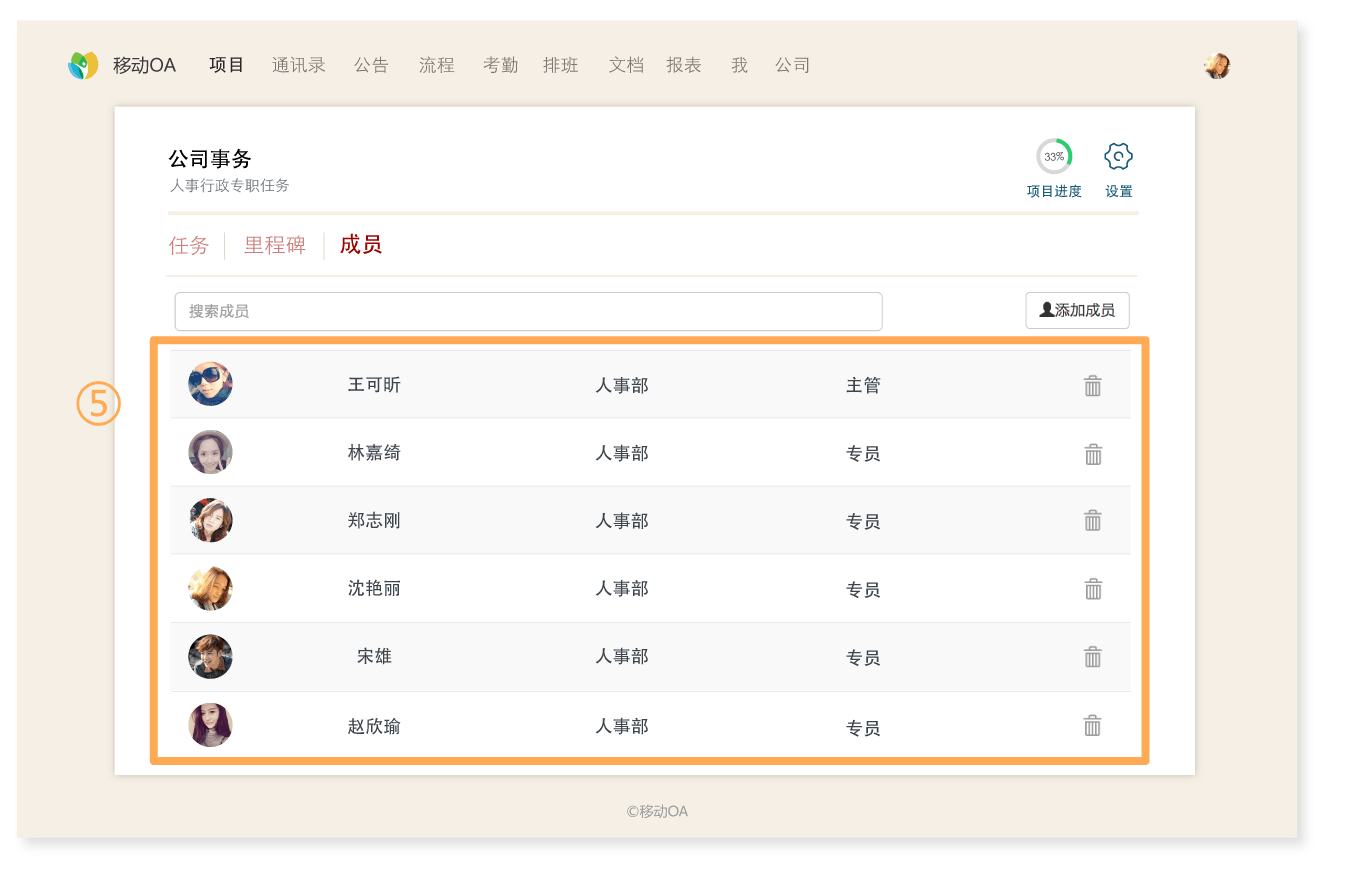 移动OA 项目 通讯录 公告 流程 考勤 排班 文档 报表 我 公司
公司事务
人事行政专职任务
33%
项目进度 设置
任务 里程碑 成员
搜索成员
添加成员
⑤
王可昕 人事部 主管
林嘉绮 人事部 专员
郑志刚 人事部 专员
沈艳丽 人事部 专员
宋雄 人事部 专员
赵欣瑜 人事部 专员
©移动OA